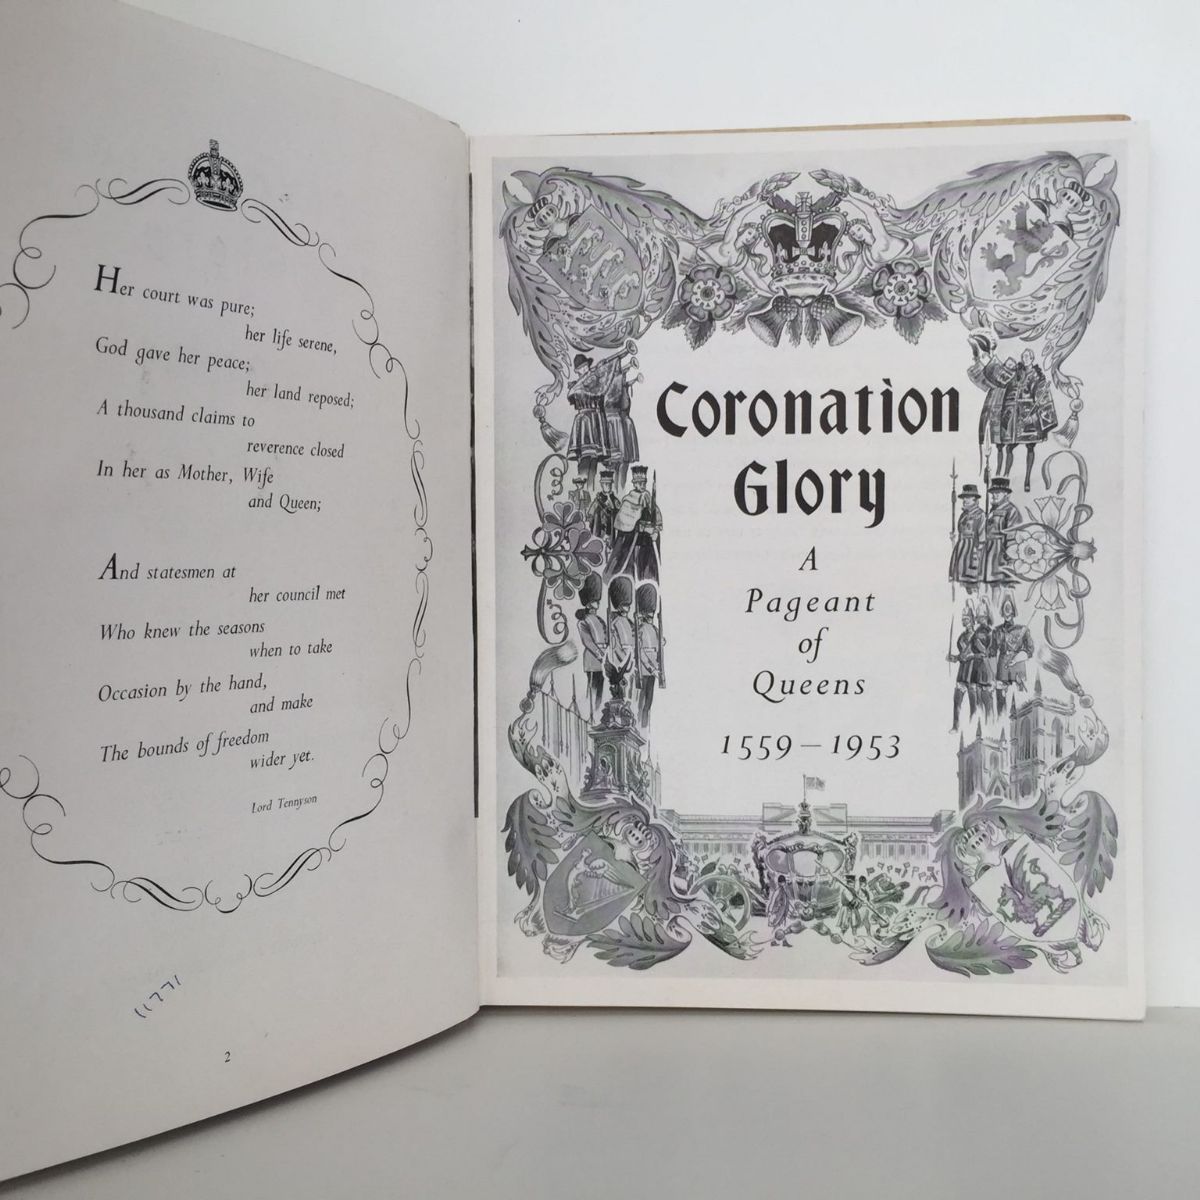 Her court was pure;
her life serene,
God gave her peace;
her land reposed;
A thousand claims to
reverence closed
In her as Mother, Wife
and Queen;
And statesmen at
her council met
Who knew the seasons
when to take
Occasion by the hand,
and make
The bounds of freedom
wider yet.
Lord Tennyson
11771
2
Coronation
Glory
A
Pageant
of
Queens
1559–1953